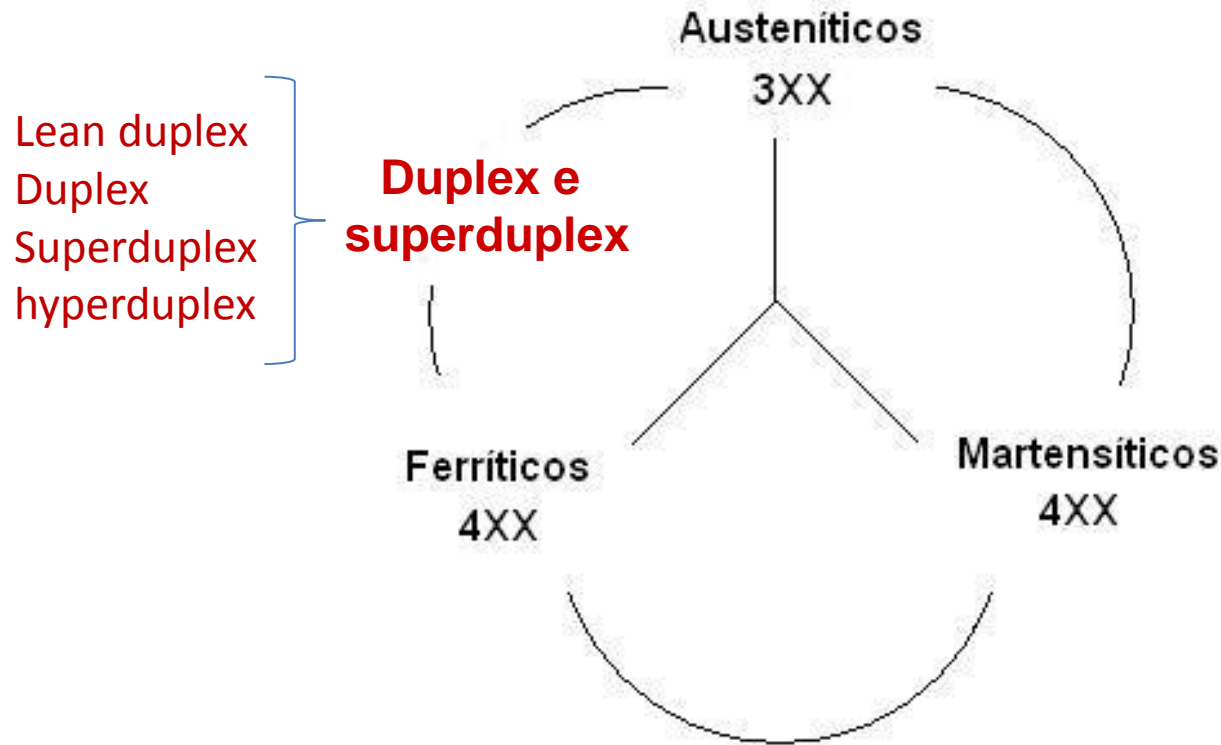 Austeníticos
3XX
Lean duplex
Duplex
Superduplex
hyperduplex
Duplex e
superduplex
Ferríticos
4XX
Martensíticos
4XX